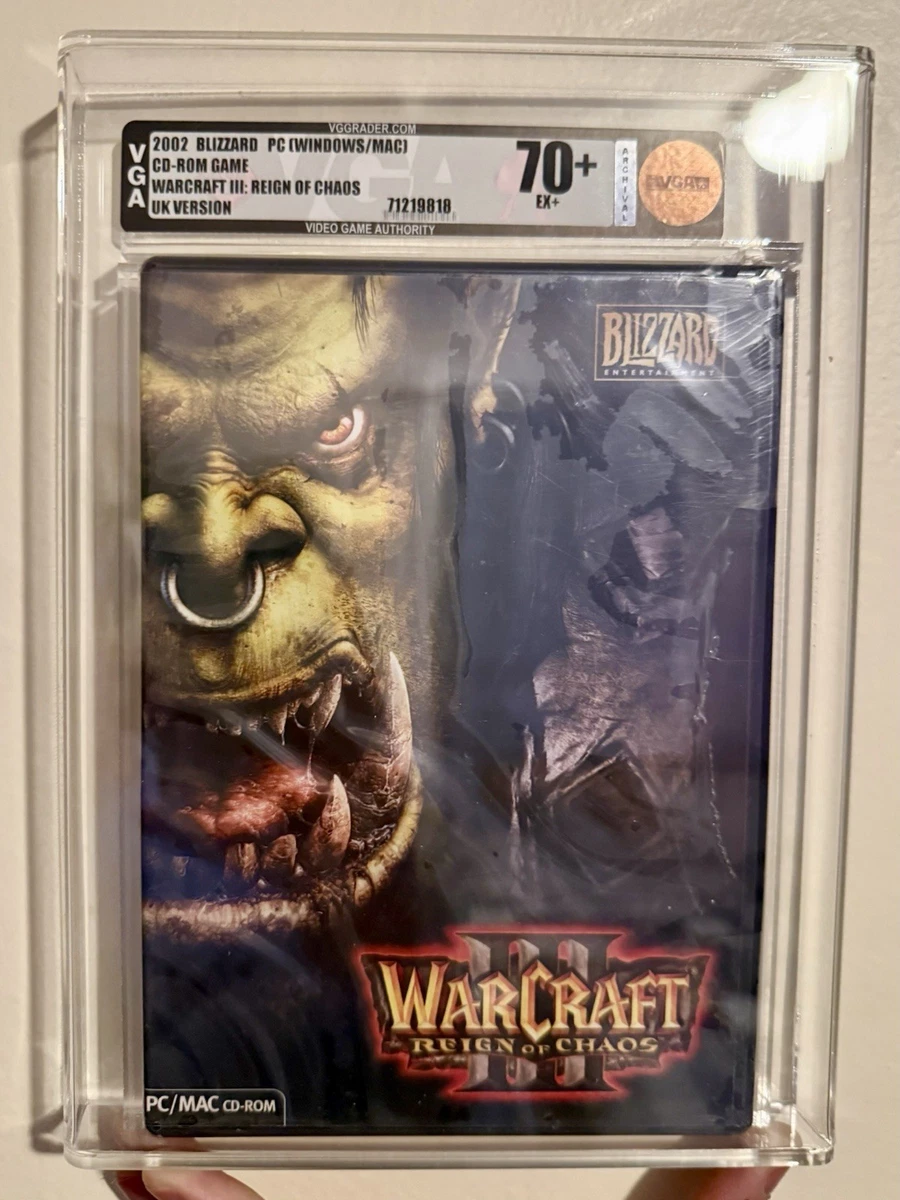 VGGRADER.COM
VGA
2002 BLIZZARD PC (WINDOWS/MAC)
CD-ROM GAME
WARCRAFT III: REIGN OF CHAOS
UK VERSION
71219818
70+
EX+
ARCHIVAL
VGA
VIDEO GAME AUTHORITY
BLIZZARD
ENTERTAINMENT
III
WARCRAFT
REIGN OF CHAOS
PC/MAC CD-ROM